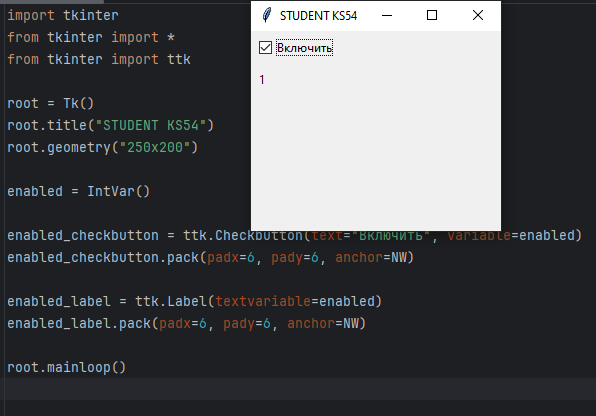 import tkinter
from tkinter import *
from tkinter import ttk
root = Tk()
root.title("STUDENT KS54")
root.geometry("250x200")
enabled = IntVar()
enabled_checkbutton = ttk.Checkbutton(text="Включить", variable=enabled)
enabled_checkbutton.pack(padx=6, pady=6, anchor=NW)
enabled_label = ttk.Label(textvariable=enabled)
enabled_label.pack(padx=6, pady=6, anchor=NW)
root.mainloop()
STUDENT KS54
Включить
1